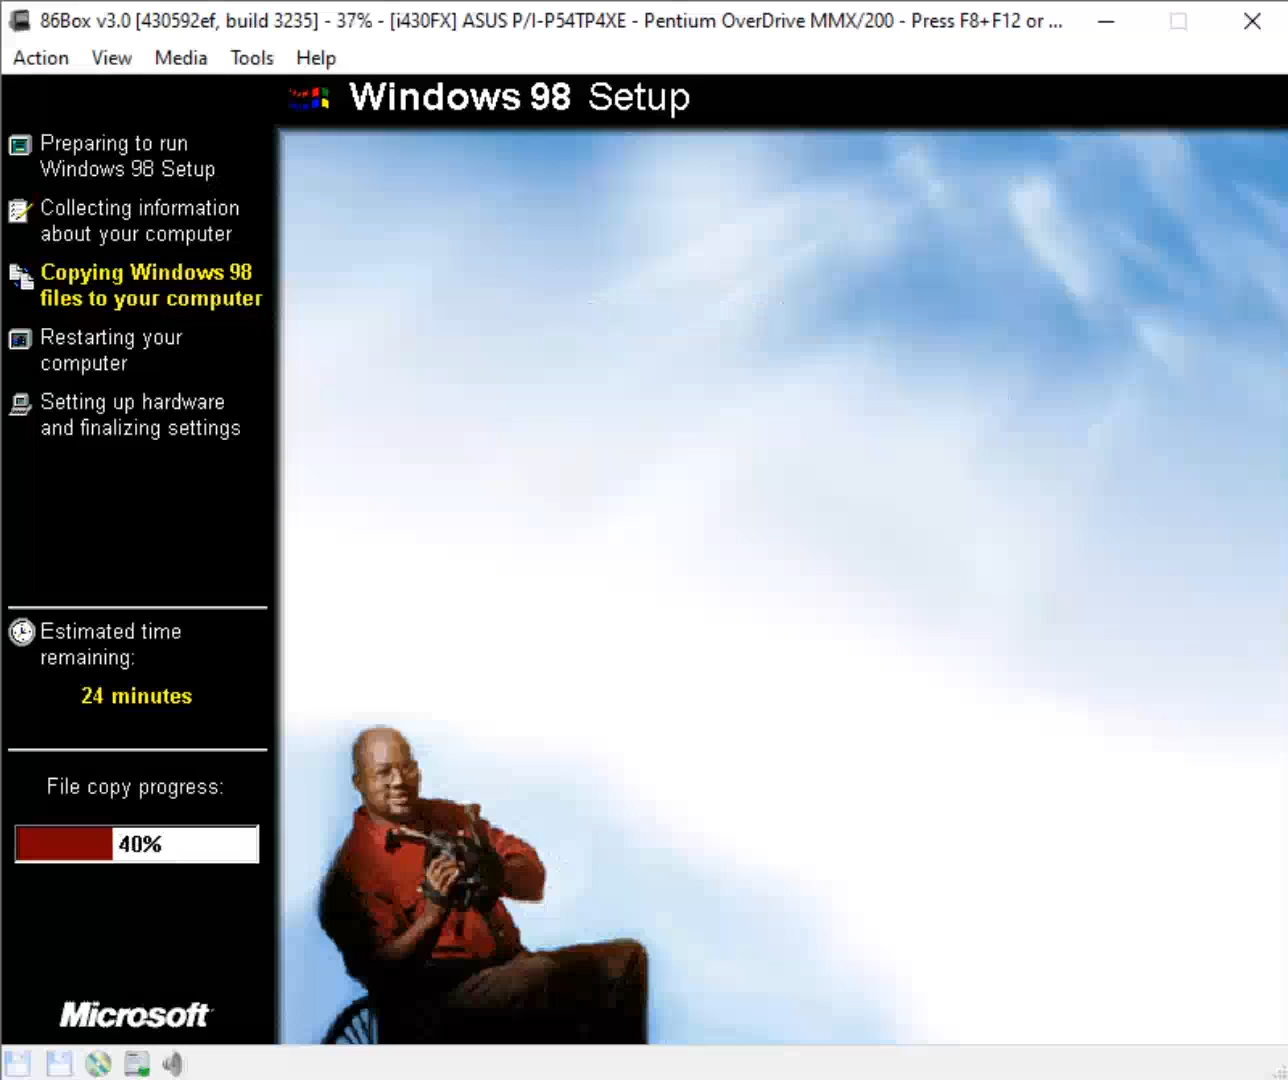 86Box v3.0 [430592ef, build 3235] - 37% - [i430FX] ASUS P/I-P54TP4XE - Pentium OverDrive MMX/200 - Press F8+F12 or ...
Action View Media Tools Help
Windows 98 Setup
Preparing to run
Windows 98 Setup
Collecting information
about your computer
Copying Windows 98
files to your computer
Restarting your
computer
Setting up hardware
and finalizing settings
Estimated time
remaining:
24 minutes
File copy progress:
40%
Microsoft